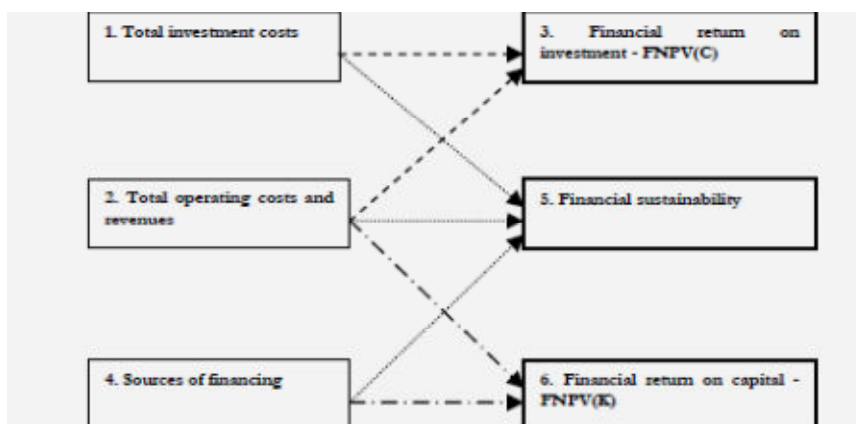 1. Total investment costs
3. Financial return on
investment - FNPV(C)
2. Total operating costs and
revenues
5. Financial sustainability
4. Sources of financing
6. Financial return on capital -
FNPV(K)